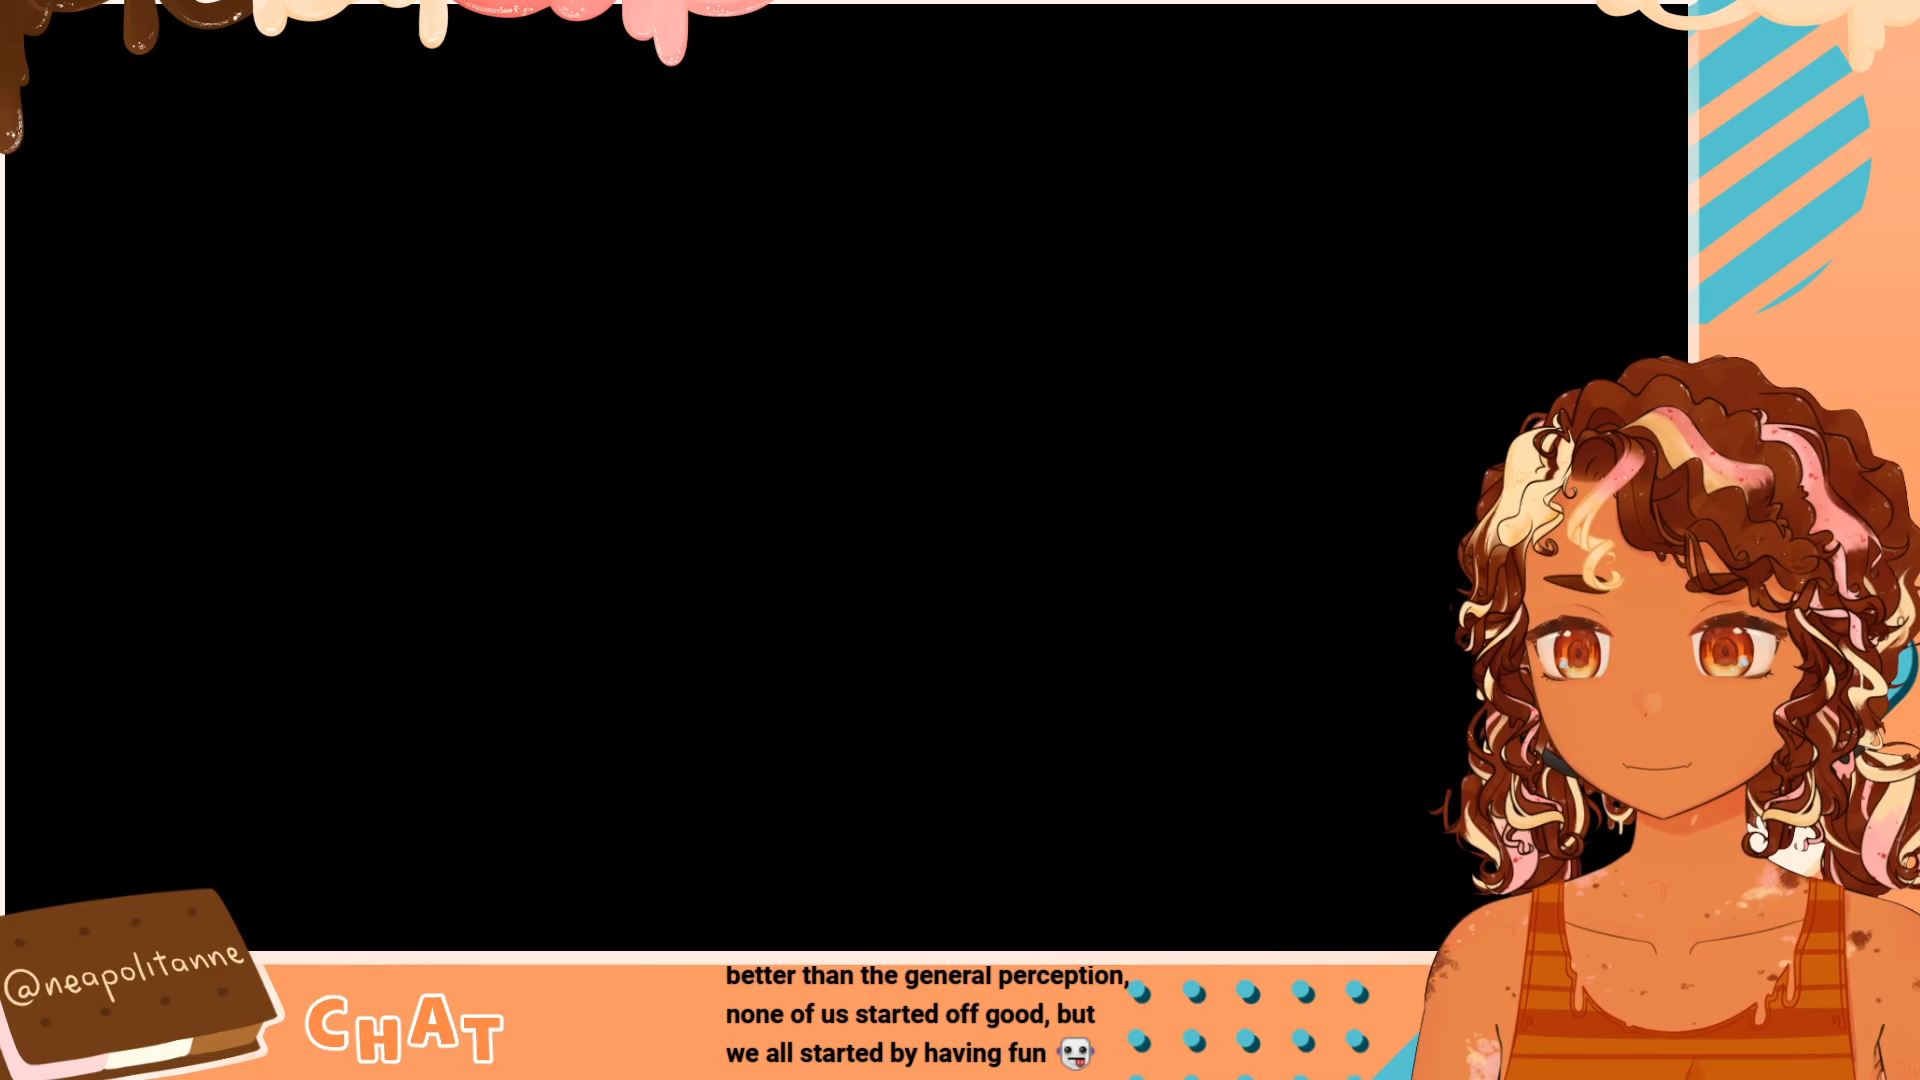 @neapolitanne
CHAT
better than the general perception,
none of us started off good, but
we all started by having fun